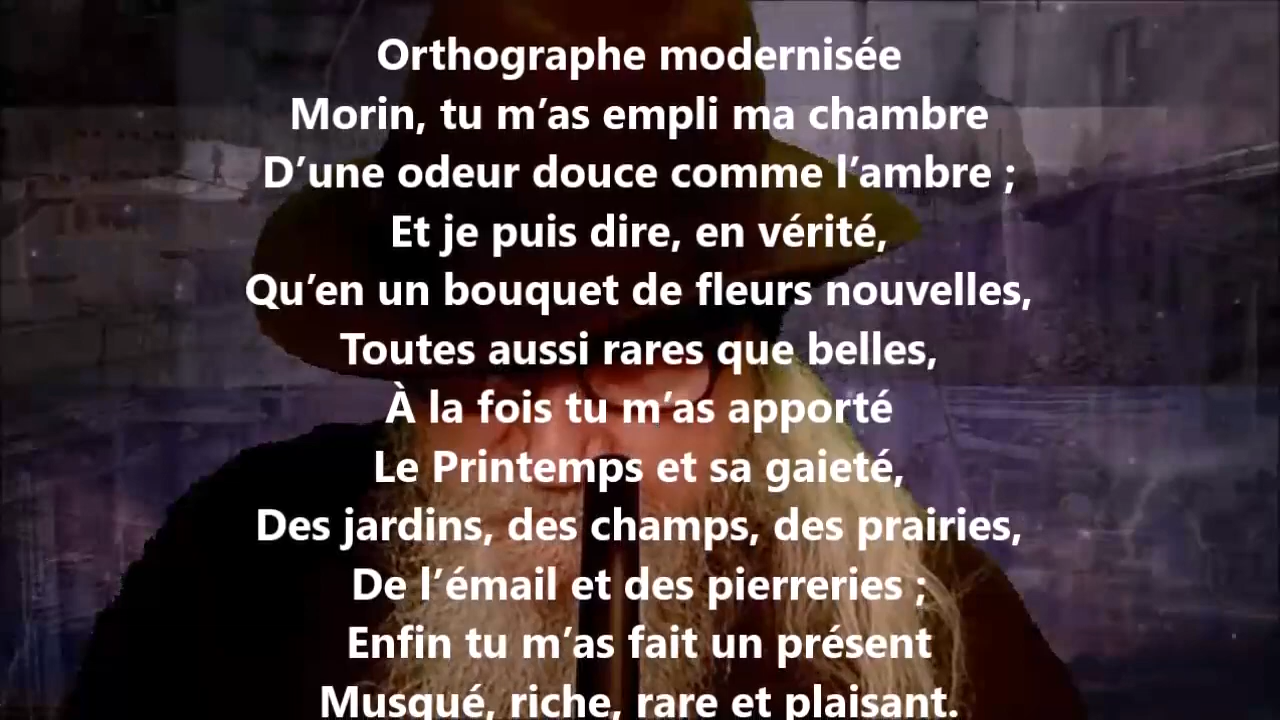 Orthographe modernisée
Morin, tu m’as empli ma chambre
D’une odeur douce comme l’ambre ;
Et je puis dire, en vérité,
Qu’en un bouquet de fleurs nouvelles,
Toutes aussi rares que belles,
À la fois tu m’as apporté
Le Printemps et sa gaieté,
Des jardins, des champs, des prairies,
De l’émail et des pierreries ;
Enfin tu m’as fait un présent
Musqué, riche, rare et plaisant.